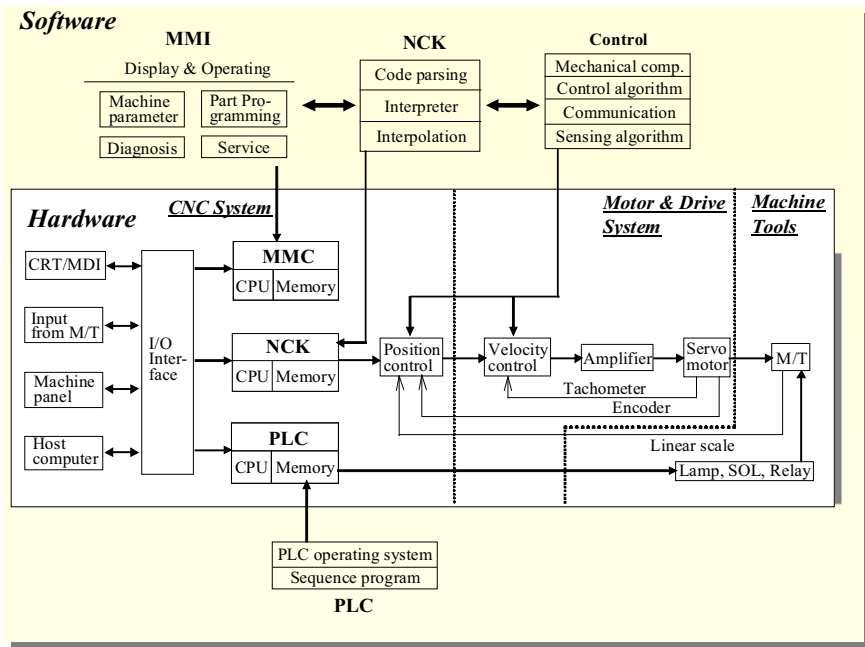 Software
MMI
Display & Operating
Machine
parameter
Part Pro-
gramming
Diagnosis
Service
NCK
Code parsing
Interpreter
Interpolation
Control
Mechanical comp.
Control algorithm
Communication
Sensing algorithm
Hardware
CNC System
Motor & Drive
System
Machine
Tools
CRT/MDI
Input
from M/T
Machine
panel
Host
computer
I/O
Inter-
face
MMC
CPU Memory
NCK
CPU Memory
PLC
CPU Memory
Position
control
Velocity
control
Amplifier
Servo
motor
M/T
Tachometer
Encoder
Linear scale
Lamp, SOL, Relay
PLC operating system
Sequence program
PLC